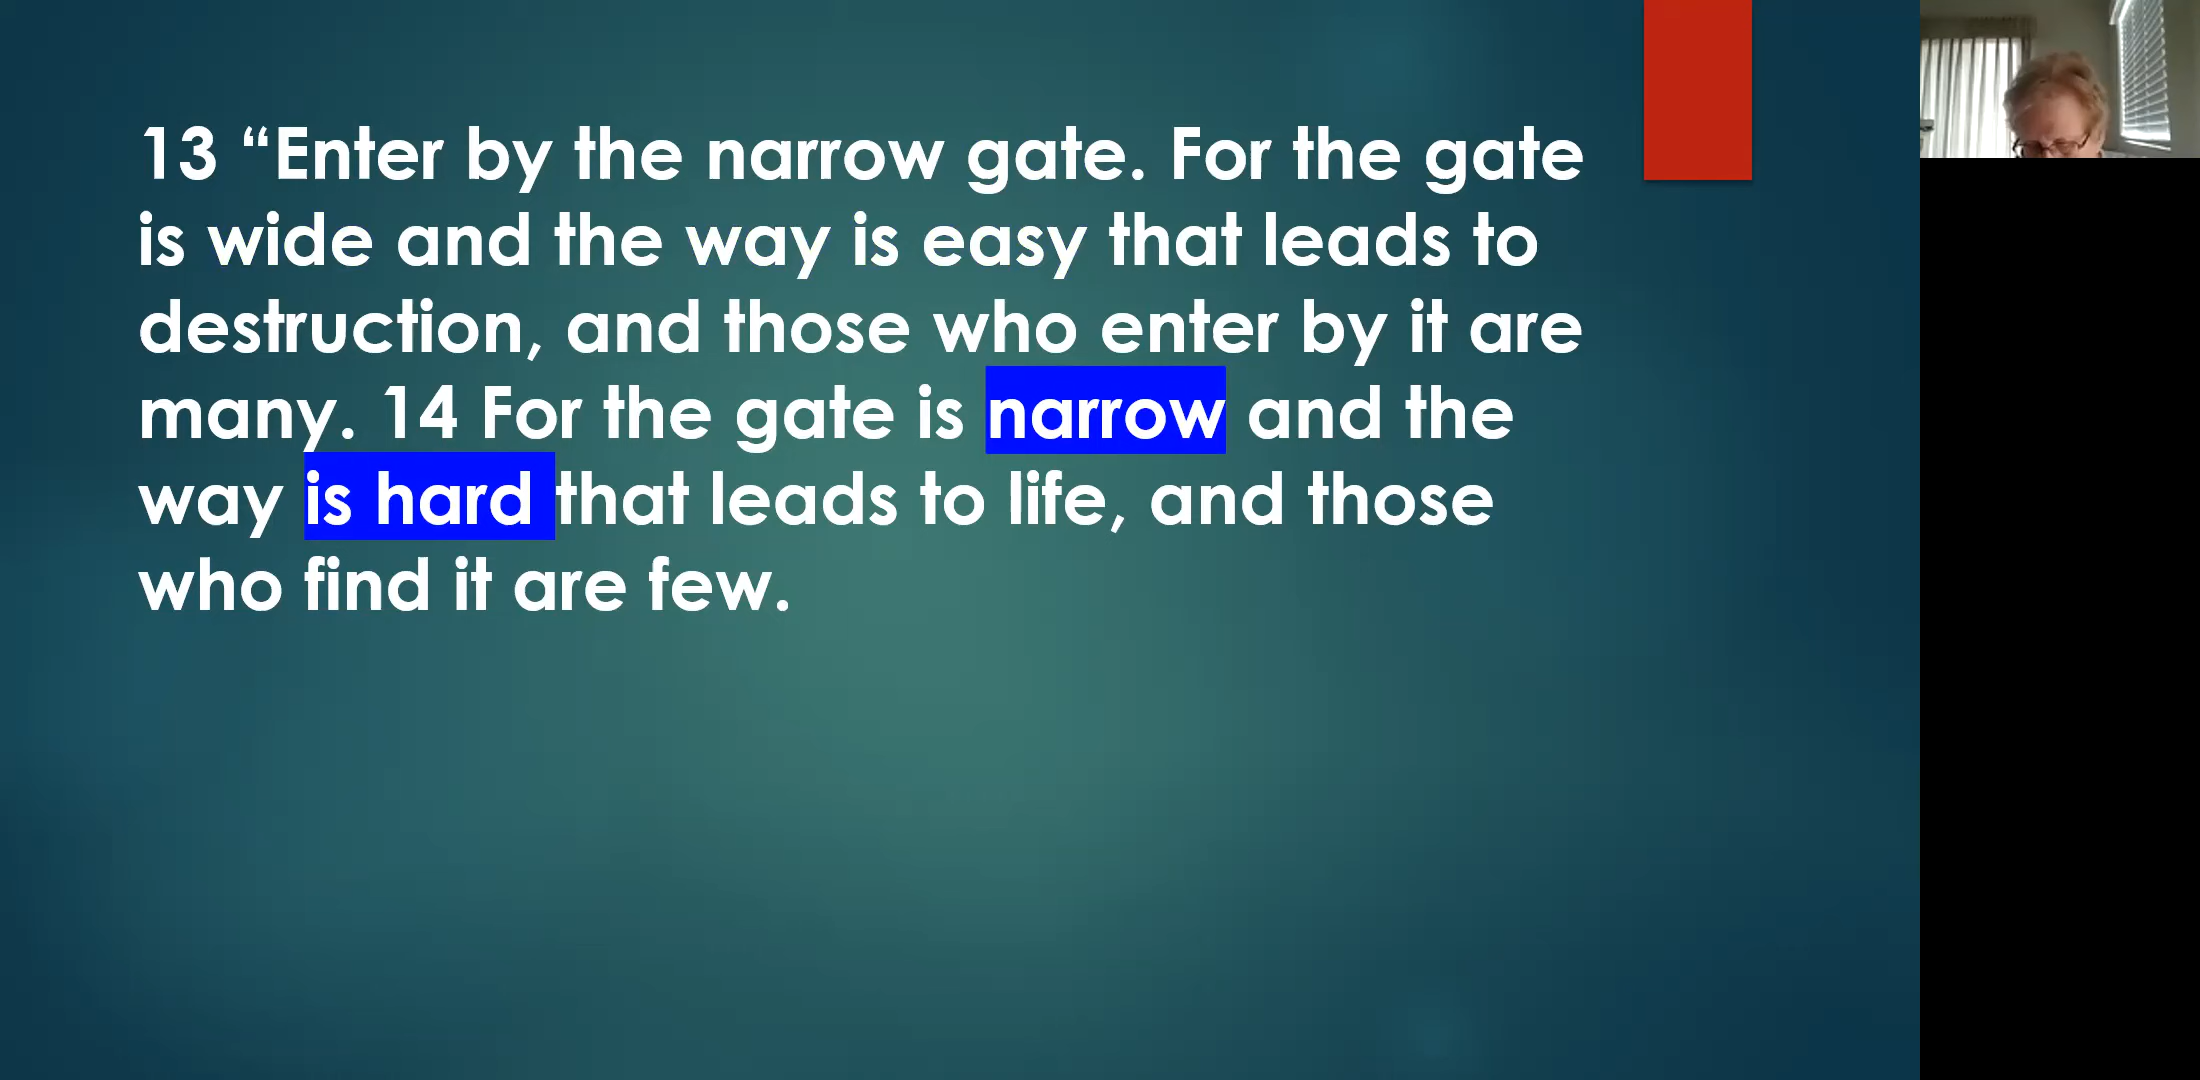 13 “Enter by the narrow gate. For the gate
is wide and the way is easy that leads to
destruction, and those who enter by it are
many. 14 For the gate is narrow and the
way is hard that leads to life, and those
who find it are few.